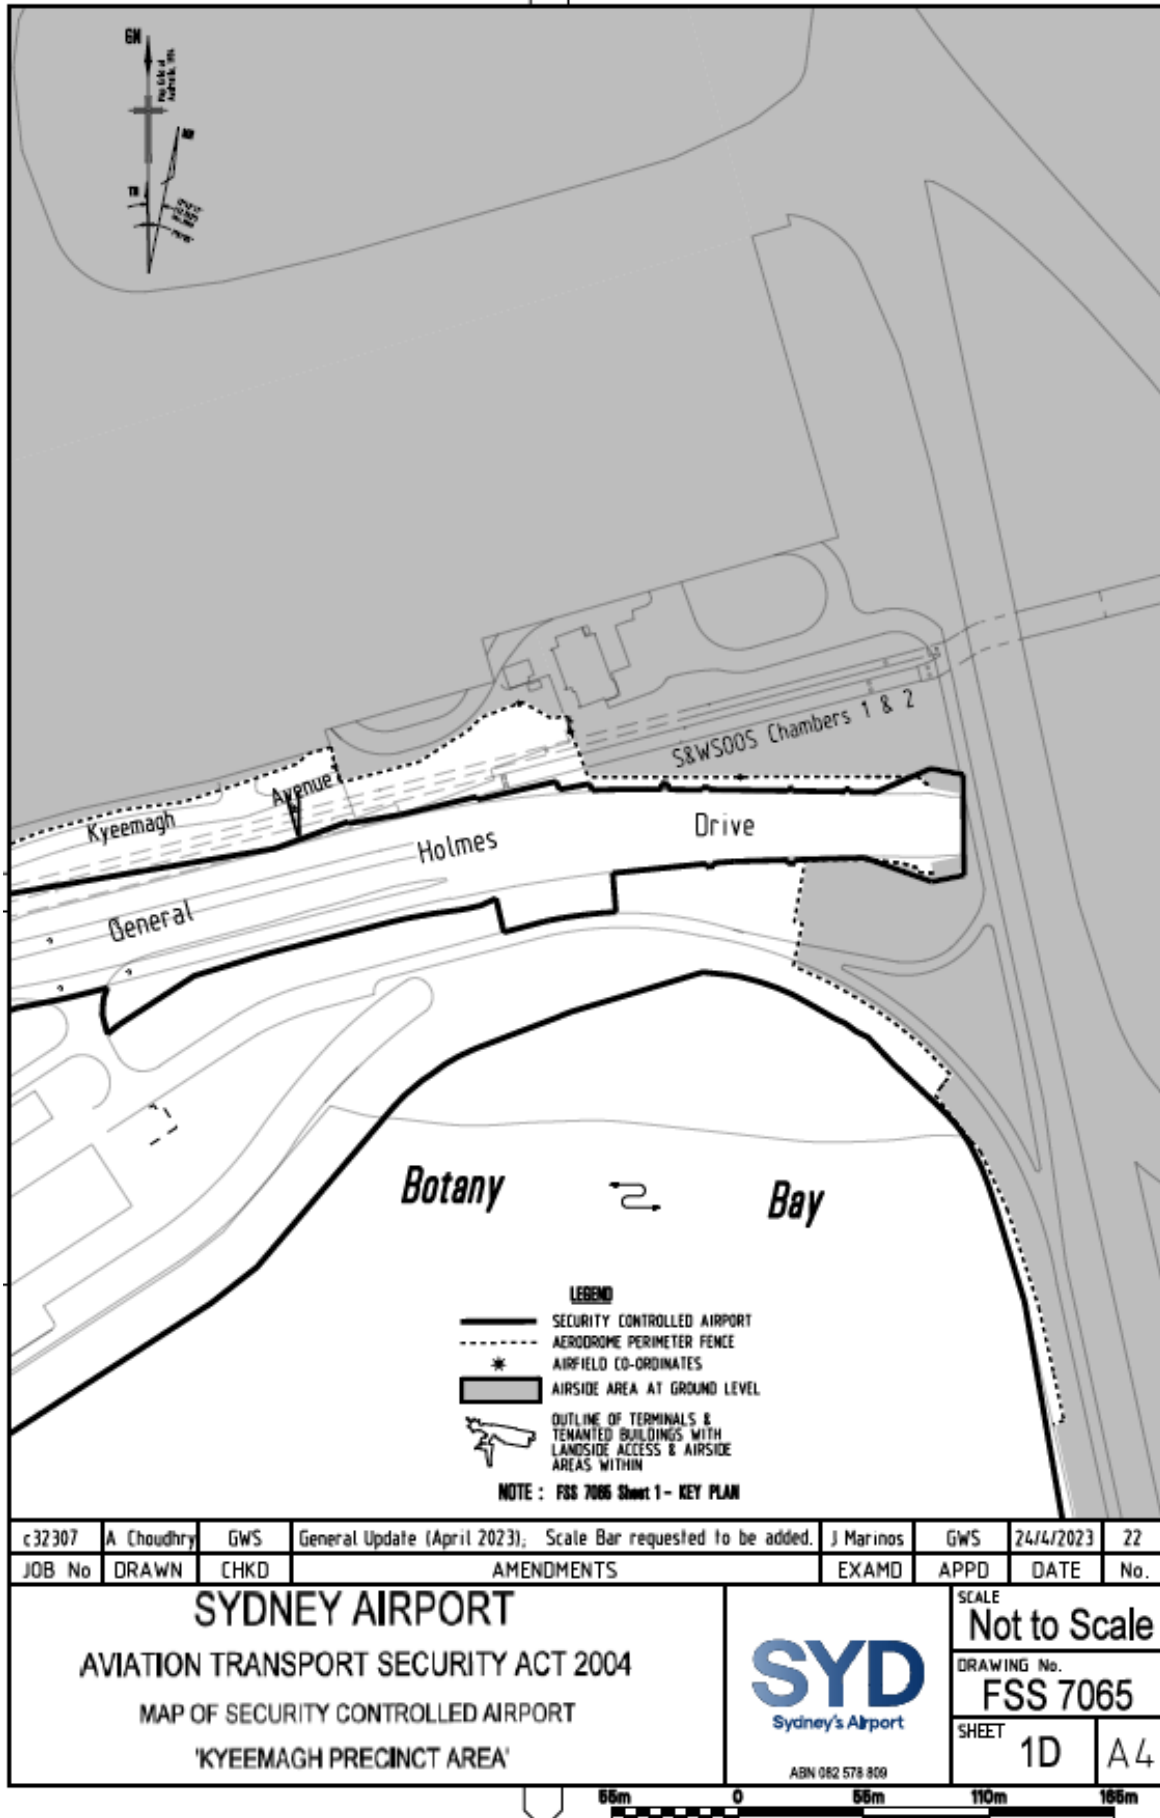 GN
TN
MN
S&WSOOS Chambers 1 & 2
Avenue
Kyeemagh
Drive
Holmes
General
Botany
Bay
LEGEND
SECURITY CONTROLLED AIRPORT
AERODROME PERIMETER FENCE
AIRFIELD CO-ORDINATES
AIRSIDE AREA AT GROUND LEVEL
OUTLINE OF TERMINALS &
TENANTED BUILDINGS WITH
LANDSIDE ACCESS & AIRSIDE
AREAS WITHIN
NOTE : FSS 7065 Sheet 1 - KEY PLAN
c32307 A Choudhry GWS General Update (April 2023); Scale Bar requested to be added. J Marinos GWS 24/4/2023 22
JOB No DRAWN CHKD AMENDMENTS EXAMD APPD DATE No.
SYDNEY AIRPORT
AVIATION TRANSPORT SECURITY ACT 2004
MAP OF SECURITY CONTROLLED AIRPORT
'KYEEMAGH PRECINCT AREA'
SYD
Sydney's Airport
ABN 082 578 809
SCALE
Not to Scale
DRAWING No.
FSS 7065
SHEET
1D A4
55m 0 55m 110m 165m